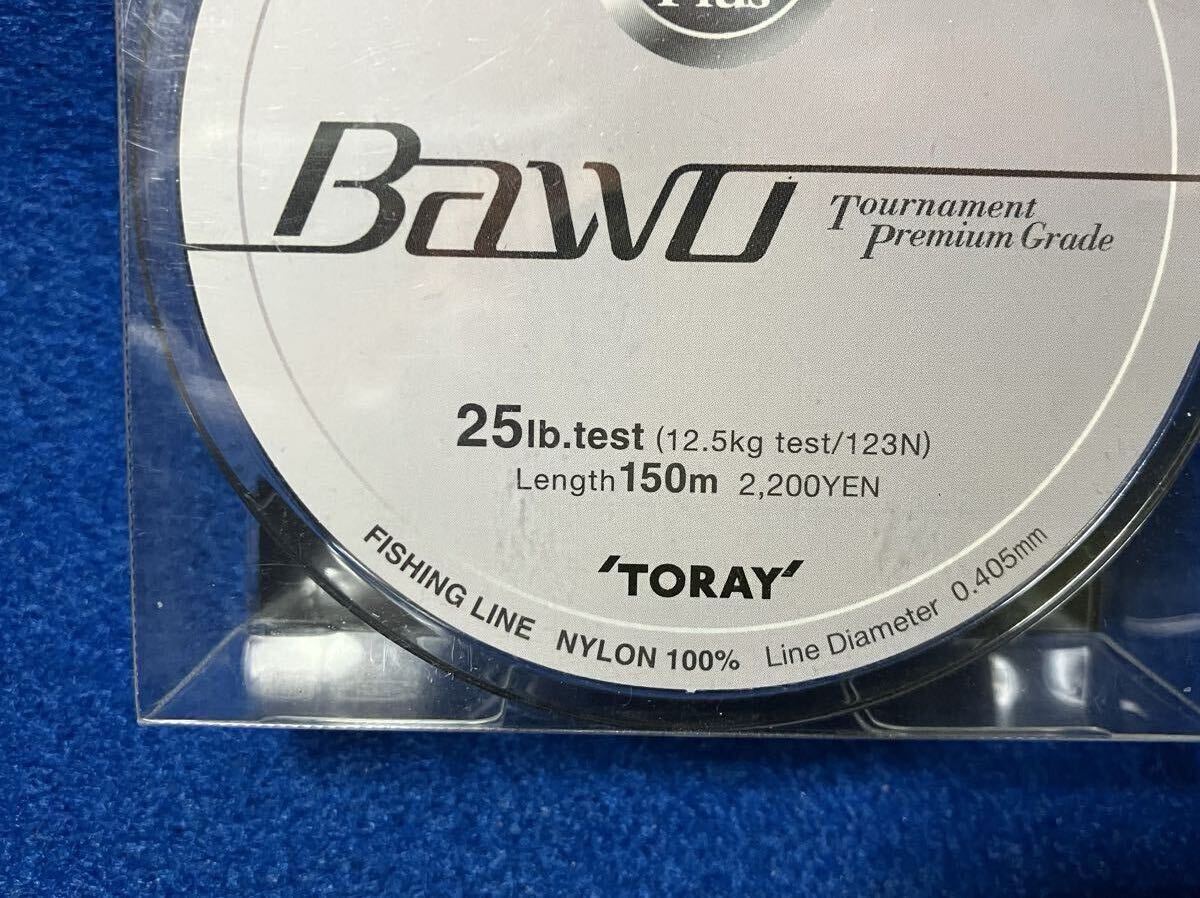 Plus
BAWO
Tournament
Premium Grade
25lb.test (12.5kg test/123N)
Length 150m 2,200YEN
'TORAY'
FISHING LINE NYLON 100% Line Diameter 0.405mm